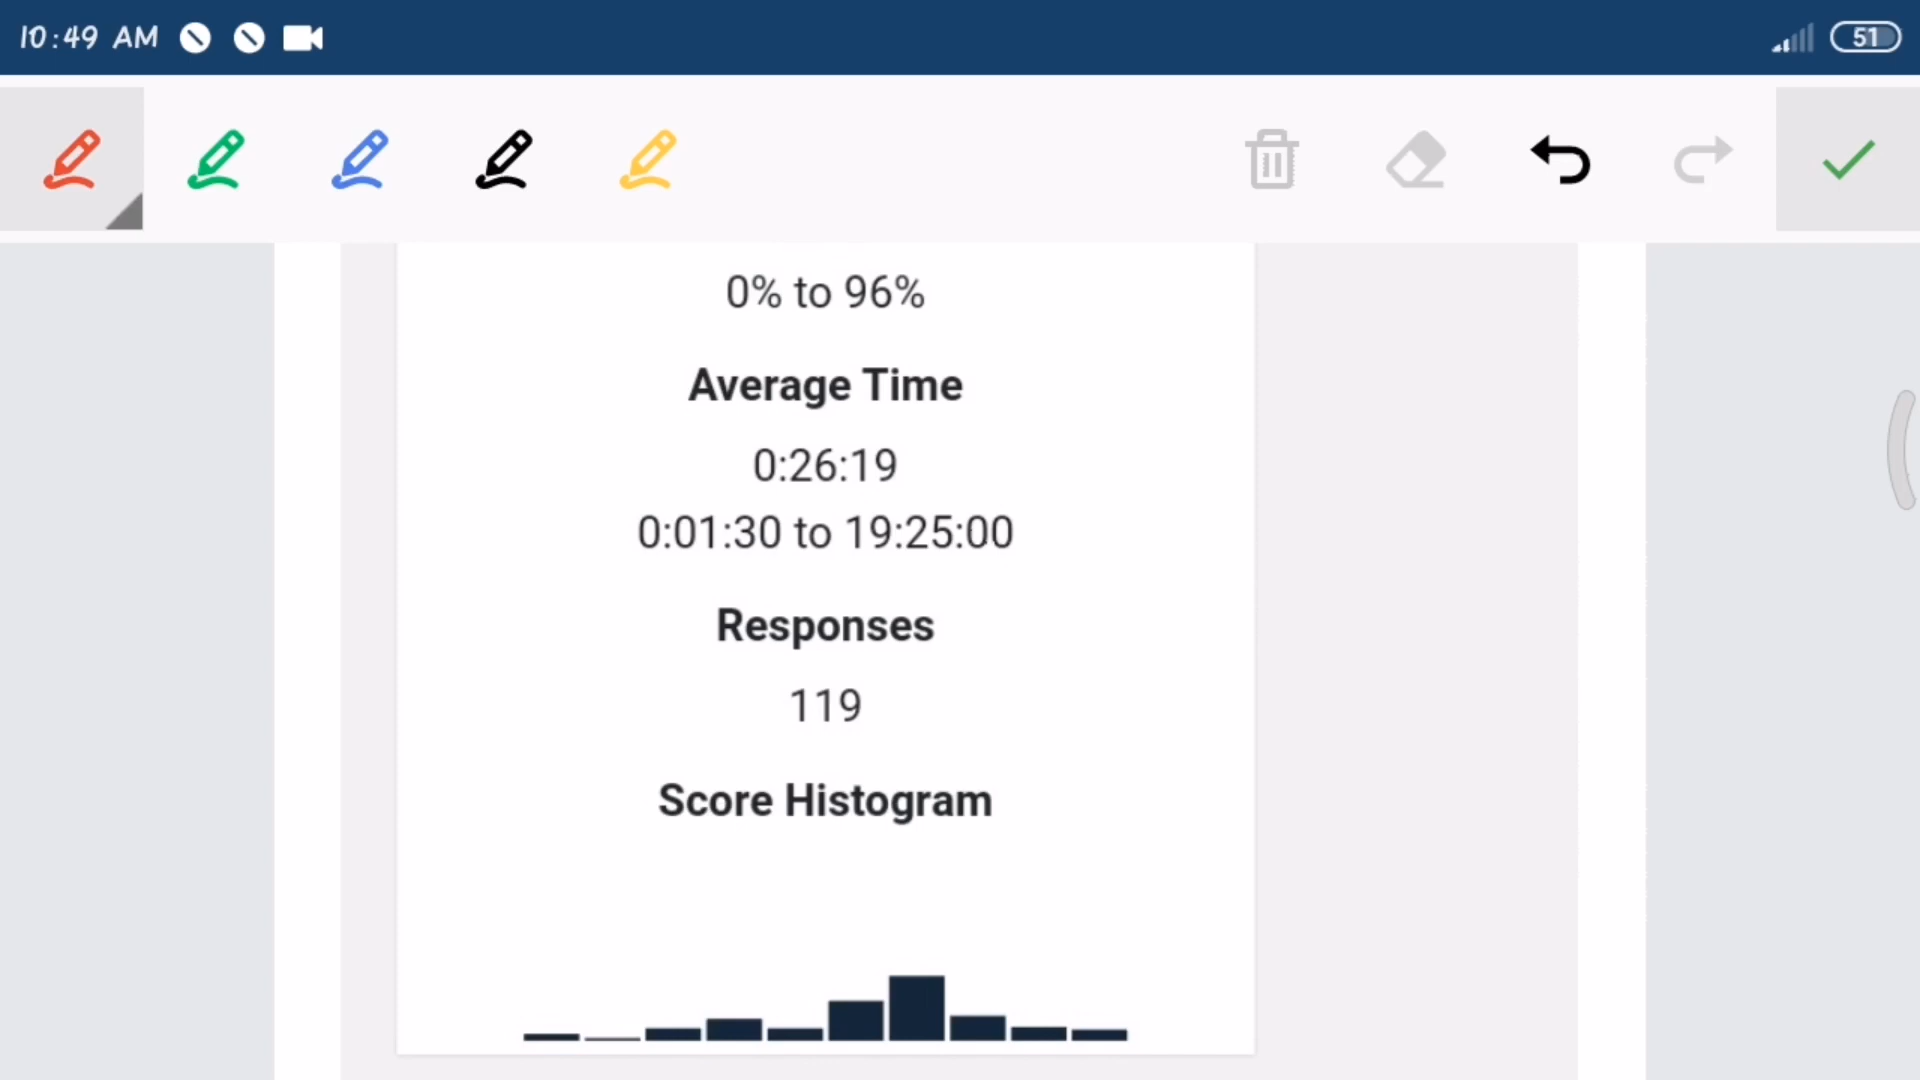 10:49 AM
51
0% to 96%
Average Time
0:26:19
0:01:30 to 19:25:00
Responses
119
Score Histogram